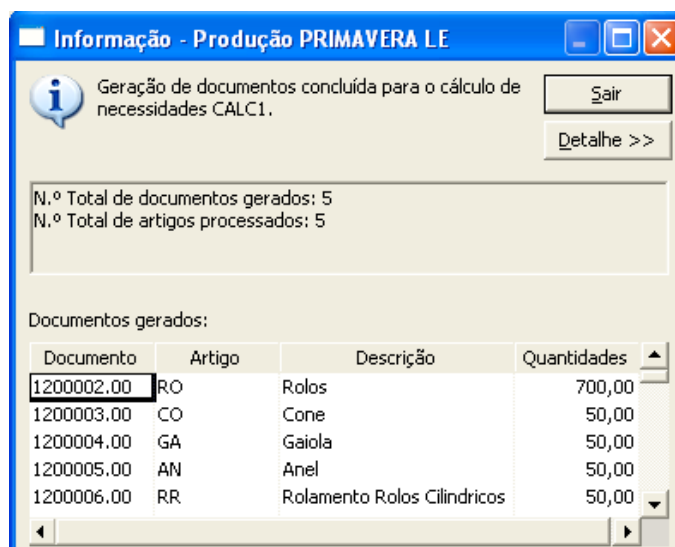 Informação - Produção PRIMAVERA LE
Geração de documentos concluída para o cálculo de
necessidades CALC1.
Sair
Detalhe >>
N.º Total de documentos gerados: 5
N.º Total de artigos processados: 5
Documentos gerados:
Documento Artigo Descrição Quantidades
1200002.00 RO Rolos 700,00
1200003.00 CO Cone 50,00
1200004.00 GA Gaiola 50,00
1200005.00 AN Anel 50,00
1200006.00 RR Rolamento Rolos Cilindricos 50,00